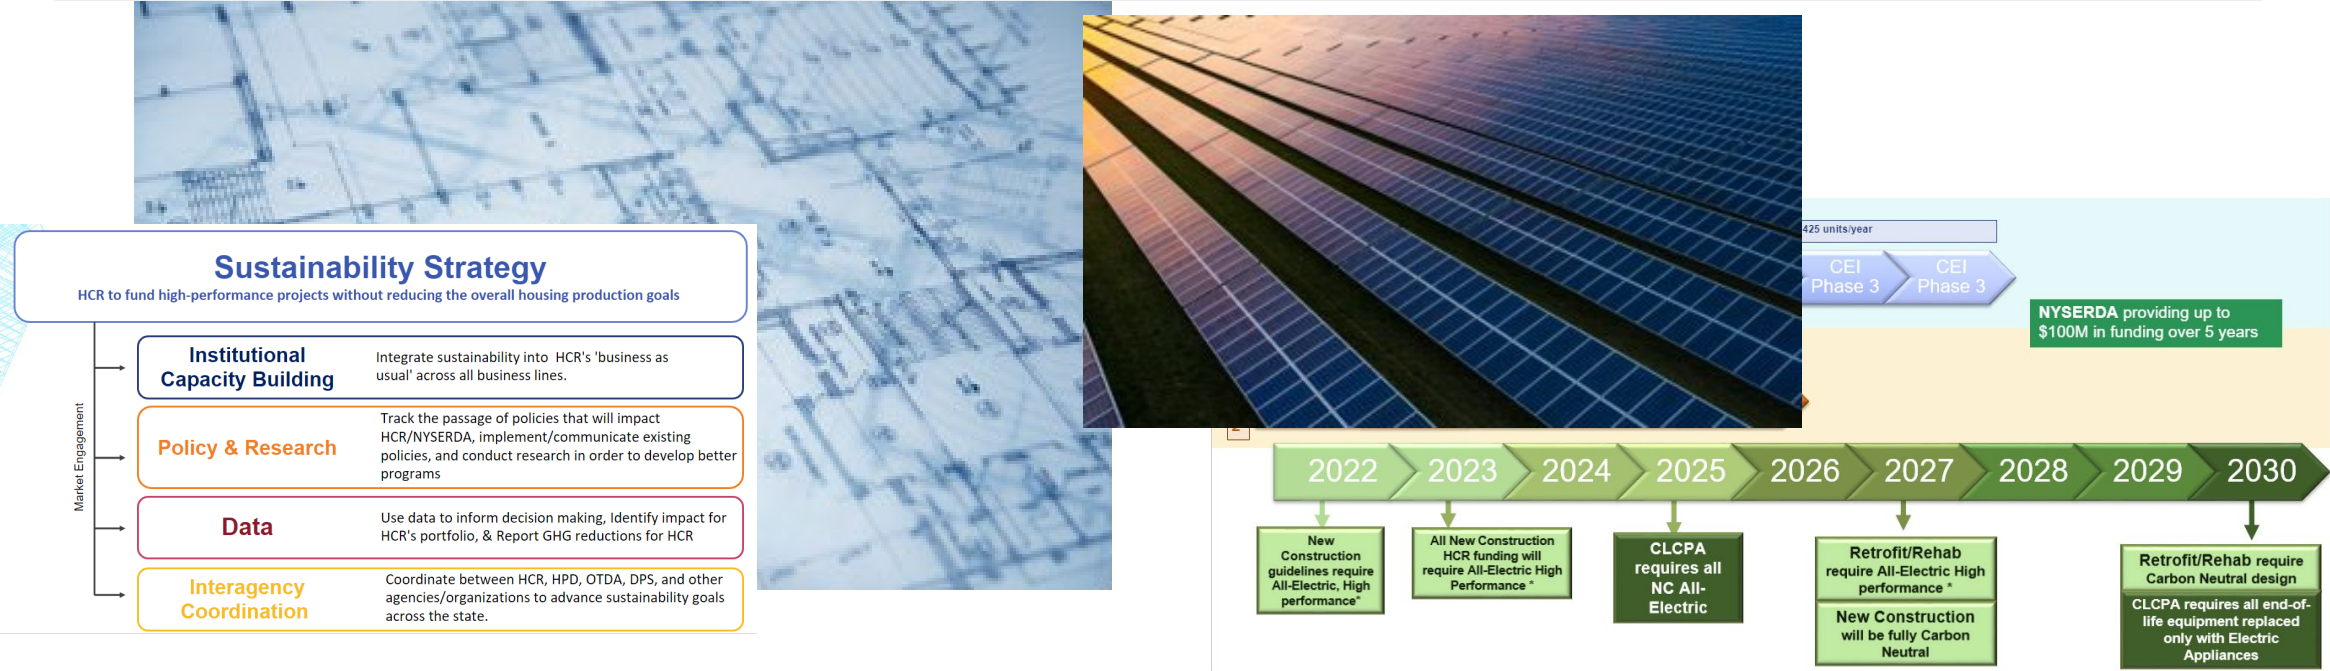 Sustainability Strategy
HCR to fund high-performance projects without reducing the overall housing production goals
Market Engagement
Institutional
Capacity Building
Integrate sustainability into HCR's 'business as
usual' across all business lines.
Policy & Research
Track the passage of policies that will impact
HCR/NYSERDA, implement/communicate existing
policies, and conduct research in order to develop better
programs
Data
Use data to inform decision making, Identify impact for
HCR's portfolio, & Report GHG reductions for HCR
Interagency
Coordination
Coordinate between HCR, HPD, OTDA, DPS, and other
agencies/organizations to advance sustainability goals
across the state.
425 units/year
CEI
Phase 3
CEI
Phase 3
NYSERDA providing up to
$100M in funding over 5 years
2022 2023 2024 2025 2026 2027 2028 2029 2030
New
Construction
guidelines require
All-Electric, High
performance*
All New Construction
HCR funding will
require All-Electric High
Performance *
CLCPA
requires all
NC All-
Electric
Retrofit/Rehab
require All-Electric High
performance *
New Construction
will be fully Carbon
Neutral
Retrofit/Rehab require
Carbon Neutral design
CLCPA requires all end-of-
life equipment replaced
only with Electric
Appliances